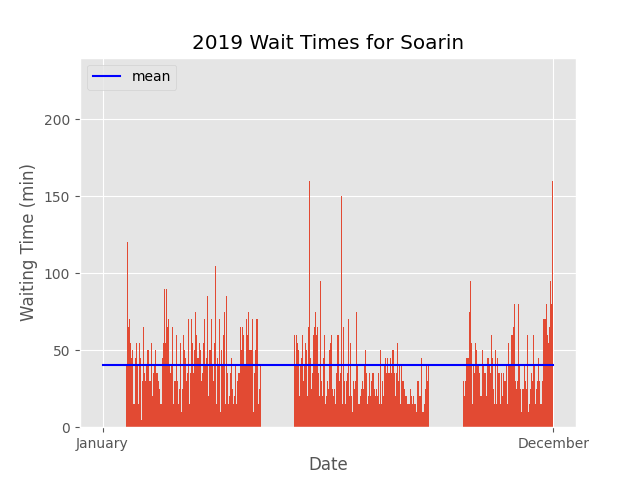 2019 Wait Times for Soarin
mean
Waiting Time (min)
200
150
100
50
0
January
December
Date